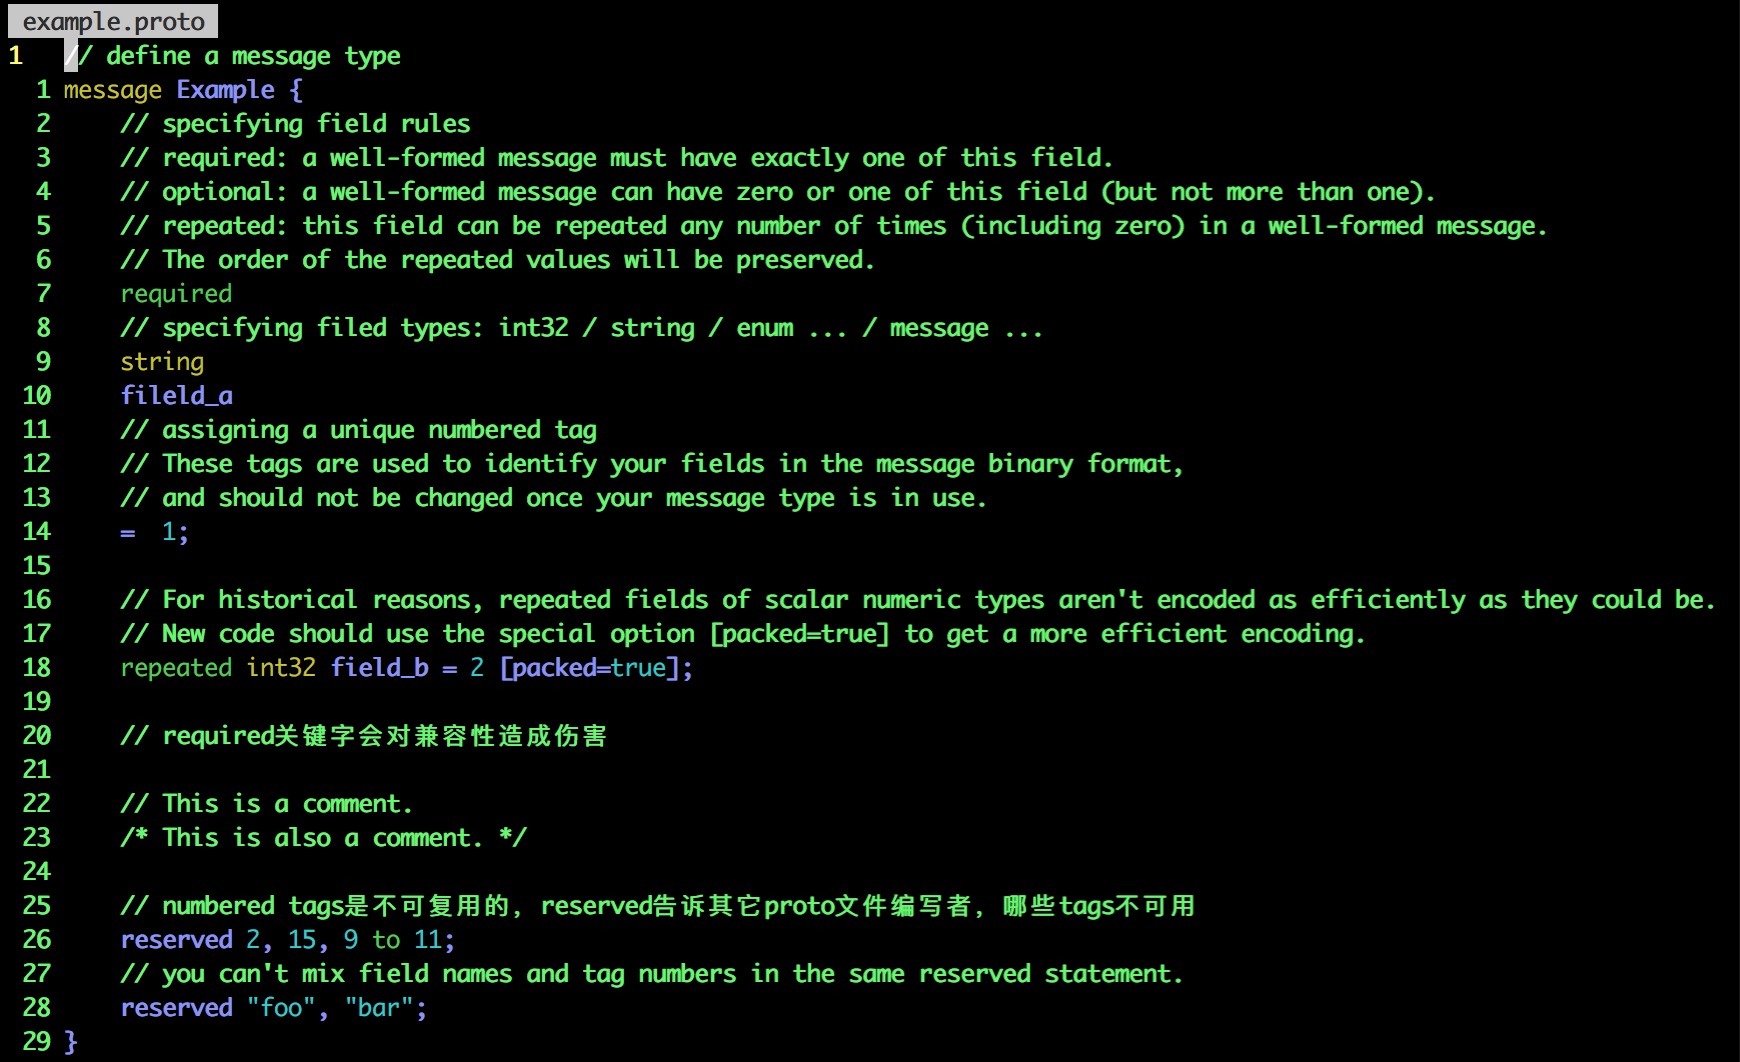 example.proto
1 // define a message type
1 message Example {
2 // specifying field rules
3 // required: a well-formed message must have exactly one of this field.
4 // optional: a well-formed message can have zero or one of this field (but not more than one).
5 // repeated: this field can be repeated any number of times (including zero) in a well-formed message.
6 // The order of the repeated values will be preserved.
7 required
8 // specifying filed types: int32 / string / enum ... / message ...
9 string
10 fileld_a
11 // assigning a unique numbered tag
12 // These tags are used to identify your fields in the message binary format,
13 // and should not be changed once your message type is in use.
14 =  1;
15
16 // For historical reasons, repeated fields of scalar numeric types aren't encoded as efficiently as they could be.
17 // New code should use the special option [packed=true] to get a more efficient encoding.
18 repeated int32 field_b = 2 [packed=true];
19
20 // required关键字会对兼容性造成伤害
21
22 // This is a comment.
23 /* This is also a comment. */
24
25 // numbered tags是不可复用的, reserved告诉其它proto文件编写者, 哪些tags不可用
26 reserved 2, 15, 9 to 11;
27 // you can't mix field names and tag numbers in the same reserved statement.
28 reserved "foo", "bar";
29 }